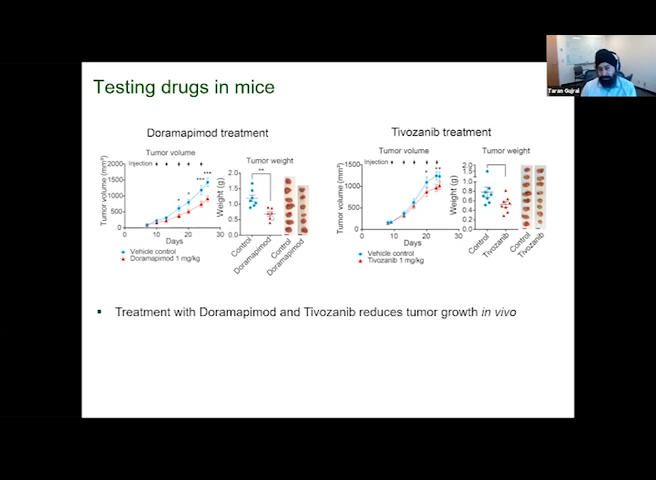 Taran Gujral
Testing drugs in mice
Doramapimod treatment
Tumor volume
Injection
Tumor volume (mm³)
2000
1500
1000
500
0
0 10 20 30
Days
Vehicle control
Doramapimod 1 mg/kg
* * *** ***
Tumor weight
Weight (g)
2.0
1.5
1.0
0.5
0.0
**
Control
Doramapimod
Control
Doramapimod
Tivozanib treatment
Tumor volume
Injection
Tumor volume (mm³)
1500
1000
500
0
0 10 20 30
Days
Vehicle control
Tivozanib 1 mg/kg
* **
Tumor weight
Weight (g)
Control
Tivozanib
Control
Tivozanib
▪ Treatment with Doramapimod and Tivozanib reduces tumor growth in vivo